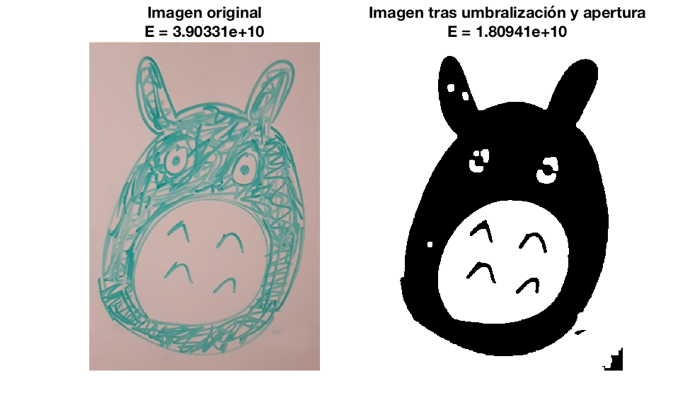 Imagen original
E = 3.90331e+10
Imagen tras umbralización y apertura
E = 1.80941e+10